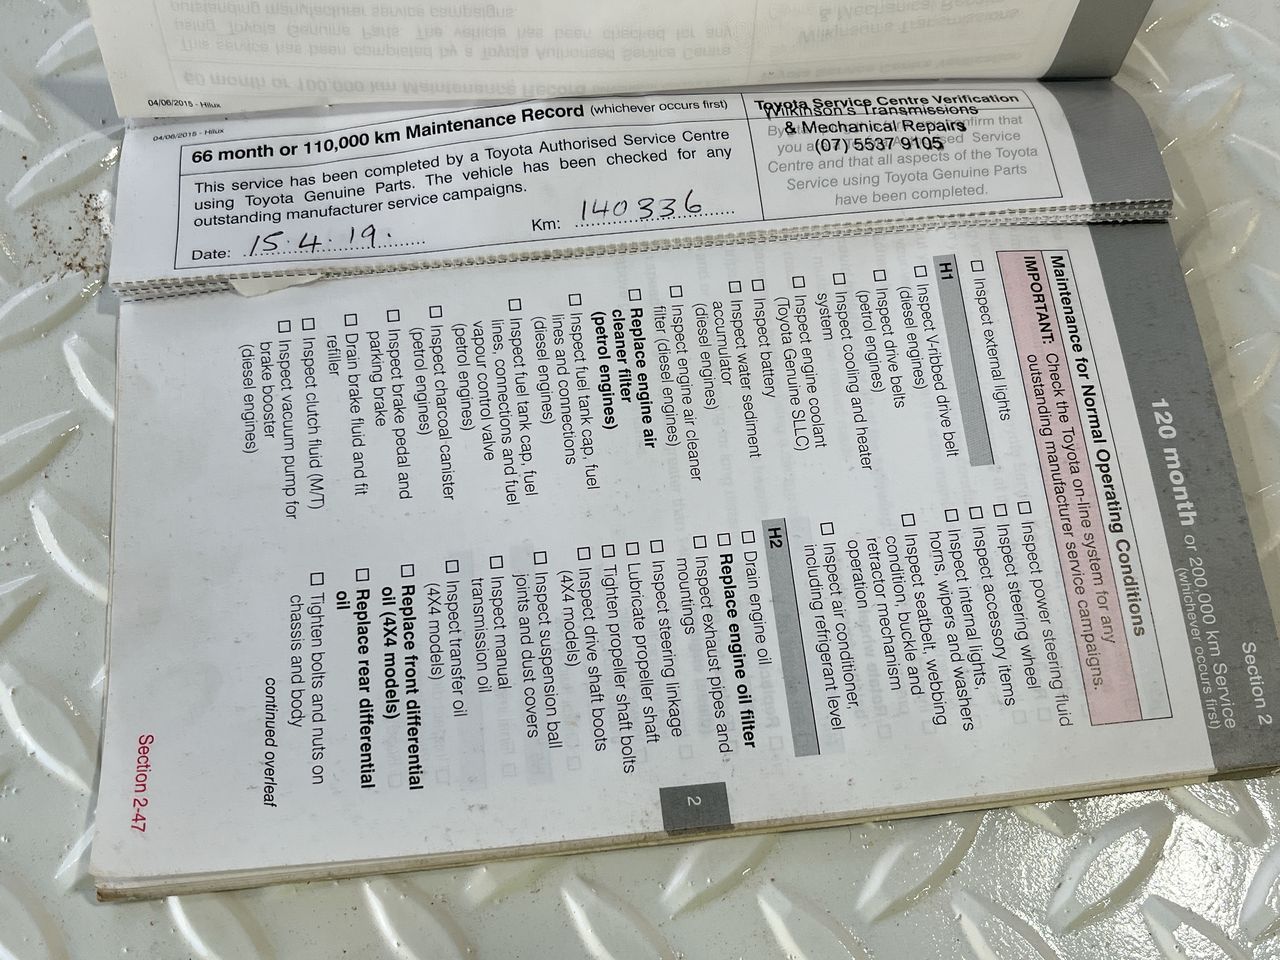 04/06/2015 - Hilux
04/06/2015 - Hilux
66 month or 110,000 km Maintenance Record (whichever occurs first)
This service has been completed by a Toyota Authorised Service Centre
using Toyota Genuine Parts. The vehicle has been checked for any
outstanding manufacturer service campaigns.
Date: 15.4.19.
Km: 140336
Toyota Service Centre Verification
Wilkinson's Transmissions
& Mechanical Repairs
(07) 5537 9105
confirm that
you a
Service
Centre and that all aspects of the Toyota
Service using Toyota Genuine Parts
have been completed.
Section 2
120 month or 200,000 km Service
(whichever occurs first)
Maintenance for Normal Operating Conditions
IMPORTANT: Check the Toyota on-line system for any
outstanding manufacturer service campaigns.
☐ Inspect external lights
H1
☐ Inspect V-ribbed drive belt
(diesel engines)
☐ Inspect drive belts
(petrol engines)
☐ Inspect cooling and heater
system
☐ Inspect engine coolant
(Toyota Genuine SLLC)
☐ Inspect battery
☐ Inspect water sediment
accumulator
(diesel engines)
☐ Inspect engine air cleaner
filter (diesel engines)
☐ Replace engine air
cleaner filter
(petrol engines)
☐ Inspect fuel tank cap, fuel
lines and connections
(diesel engines)
☐ Inspect fuel tank cap, fuel
lines, connections and fuel
vapour control valve
(petrol engines)
☐ Inspect charcoal canister
(petrol engines)
☐ Inspect brake pedal and
parking brake
☐ Drain brake fluid and fit
refiller
☐ Inspect clutch fluid (M/T)
☐ Inspect vacuum pump for
brake booster
(diesel engines)
☐ Inspect power steering fluid
☐ Inspect steering wheel
☐ Inspect accessory items
☐ Inspect internal lights,
horns, wipers and washers
☐ Inspect seatbelt, webbing
condition, buckle and
retractor mechanism
operation
☐ Inspect air conditioner,
including refrigerant level
H2
☐ Drain engine oil
☐ Replace engine oil filter
☐ Inspect exhaust pipes and
mountings
☐ Inspect steering linkage
☐ Lubricate propeller shaft
☐ Tighten propeller shaft bolts
☐ Inspect drive shaft boots
(4X4 models)
☐ Inspect suspension ball
joints and dust covers
☐ Inspect manual
transmission oil
☐ Inspect transfer oil
(4X4 models)
☐ Replace front differential
oil (4X4 models)
☐ Replace rear differential
oil
☐ Tighten bolts and nuts on
chassis and body
continued overleaf
2
Section 2-47